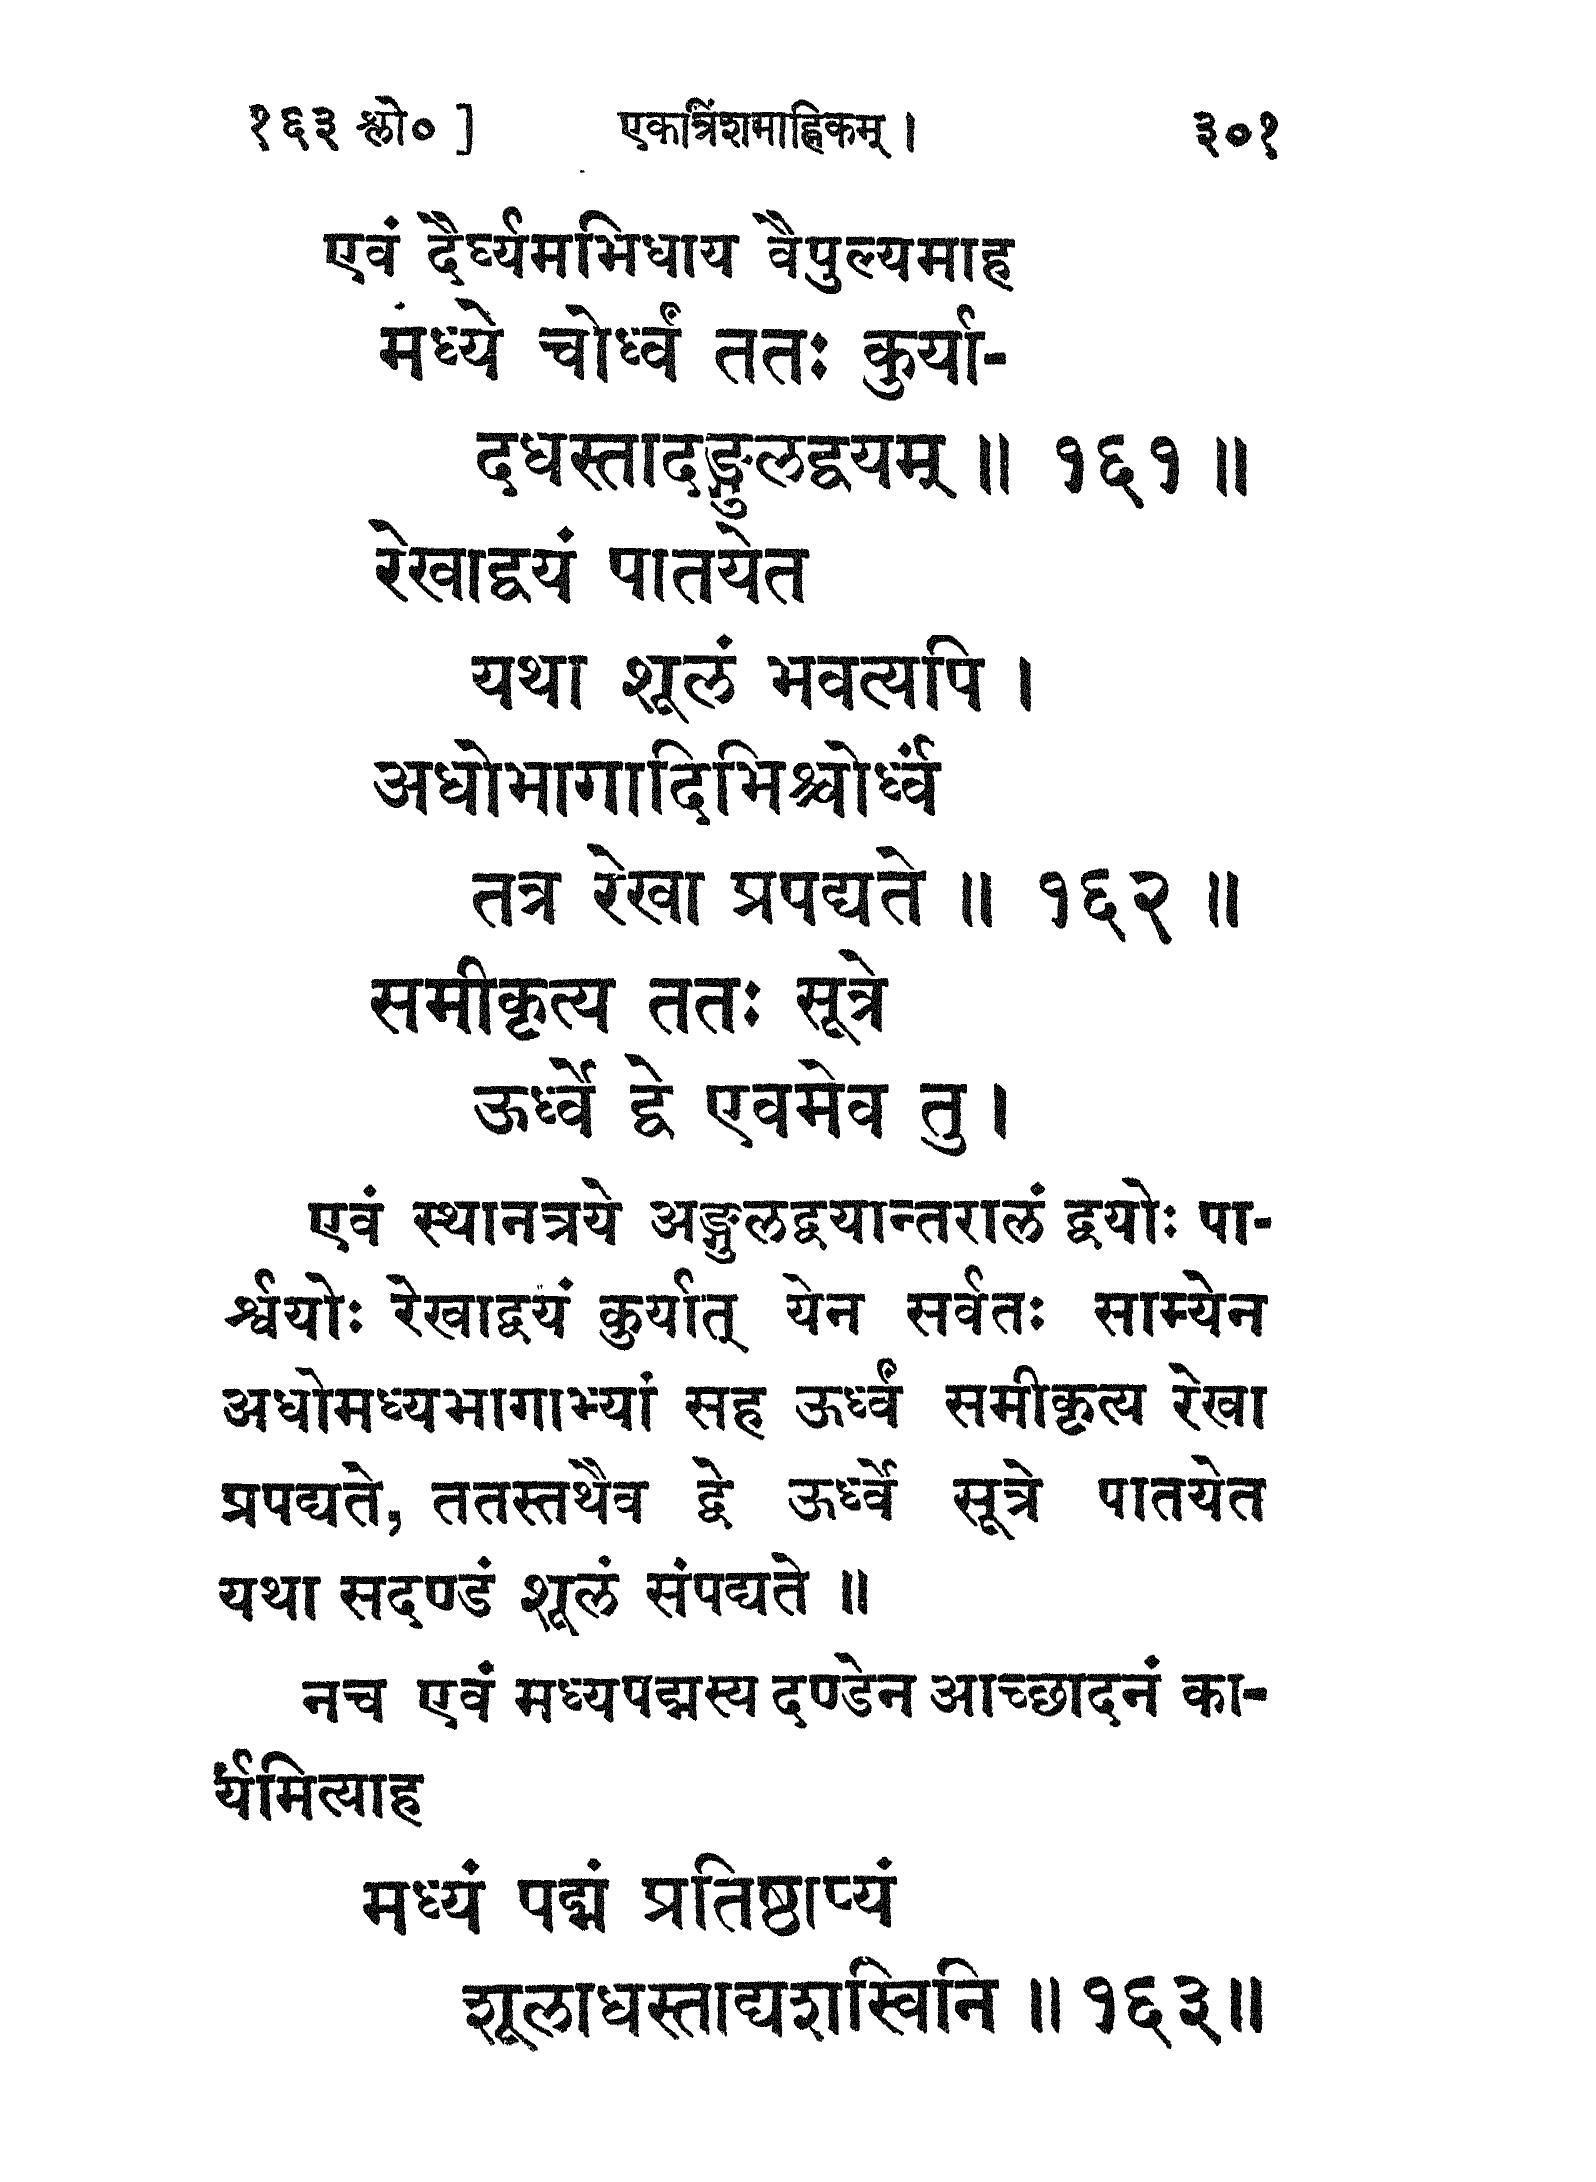 १६३ श्लो० ] एकात्रिंशमाह्निकम् । ३०१
एवं दैर्घ्यमभिधाय वैपुल्यमाह
मध्ये चोर्ध्वं ततः कुर्या-
दधस्तादङ्गुलद्वयम् ॥ १६१ ॥
रेखाद्वयं पातयेत
यथा शूलं भवत्यपि ।
अधोभागादिभिश्चोर्ध्वं
तत्र रेखा प्रपद्यते ॥ १६२ ॥
समीकृत्य ततः सूत्रे
ऊर्ध्वे द्वे एवमेव तु ।
एवं स्थानत्रये अङ्गुलद्वयान्तरालं द्वयोः पा-
र्श्वयोः रेखाद्वयं कुर्यात् येन सर्वतः साम्येन
अधोमध्यभागाभ्यां सह ऊर्ध्वं समीकृत्य रेखा
प्रपद्यते, ततस्तथैव द्वे ऊर्ध्वे सूत्रे पातयेत
यथा सदण्डं शूलं संपद्यते ॥
नच एवं मध्यपद्मस्य दण्डेन आच्छादनं का-
र्यमित्याह
मध्यं पद्मं प्रतिष्ठाप्यं
शूलाधस्ताद्यशस्विनि ॥ १६३ ॥